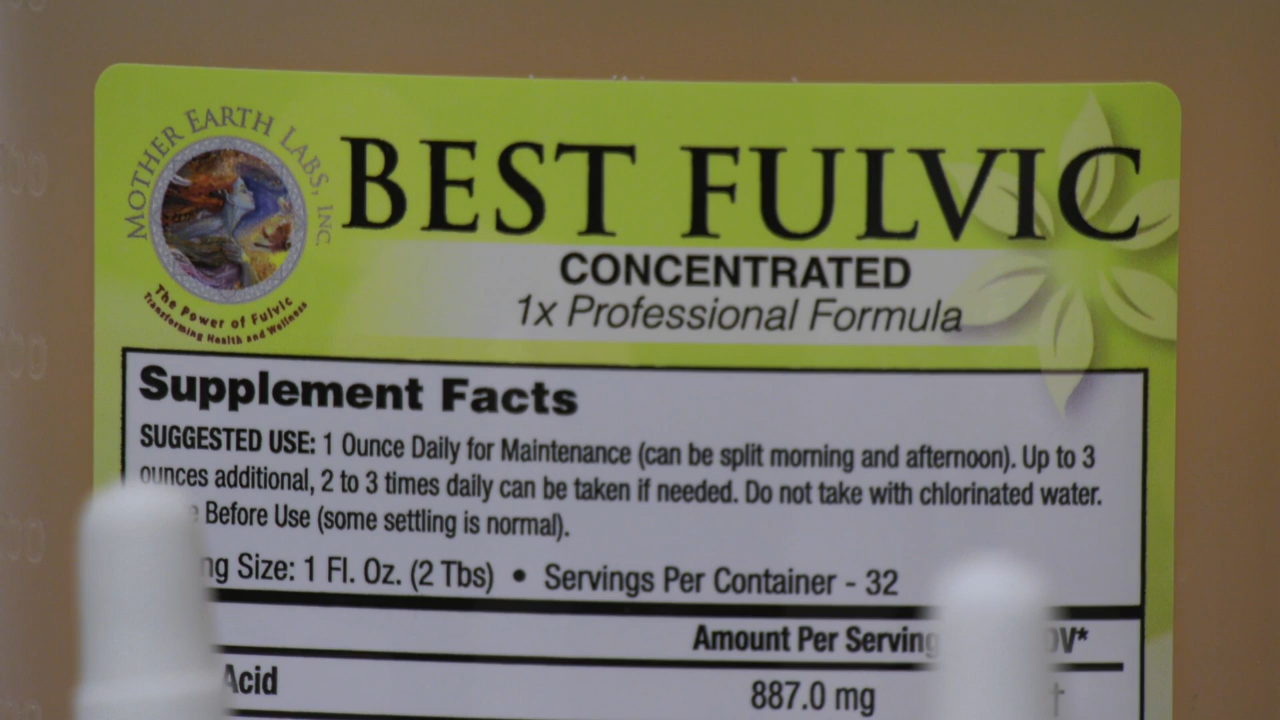 MOTHER EARTH LABS, INC.
The Power of Fulvic
Transforming Health and Wellness
BEST FULVIC
CONCENTRATED
1x Professional Formula
Supplement Facts
SUGGESTED USE: 1 Ounce Daily for Maintenance (can be split morning and afternoon). Up to 3
ounces additional, 2 to 3 times daily can be taken if needed. Do not take with chlorinated water.
Before Use (some settling is normal).
Size: 1 Fl. Oz. (2 Tbs) • Servings Per Container - 32
Amount Per Serving DV*
Acid 887.0 mg †